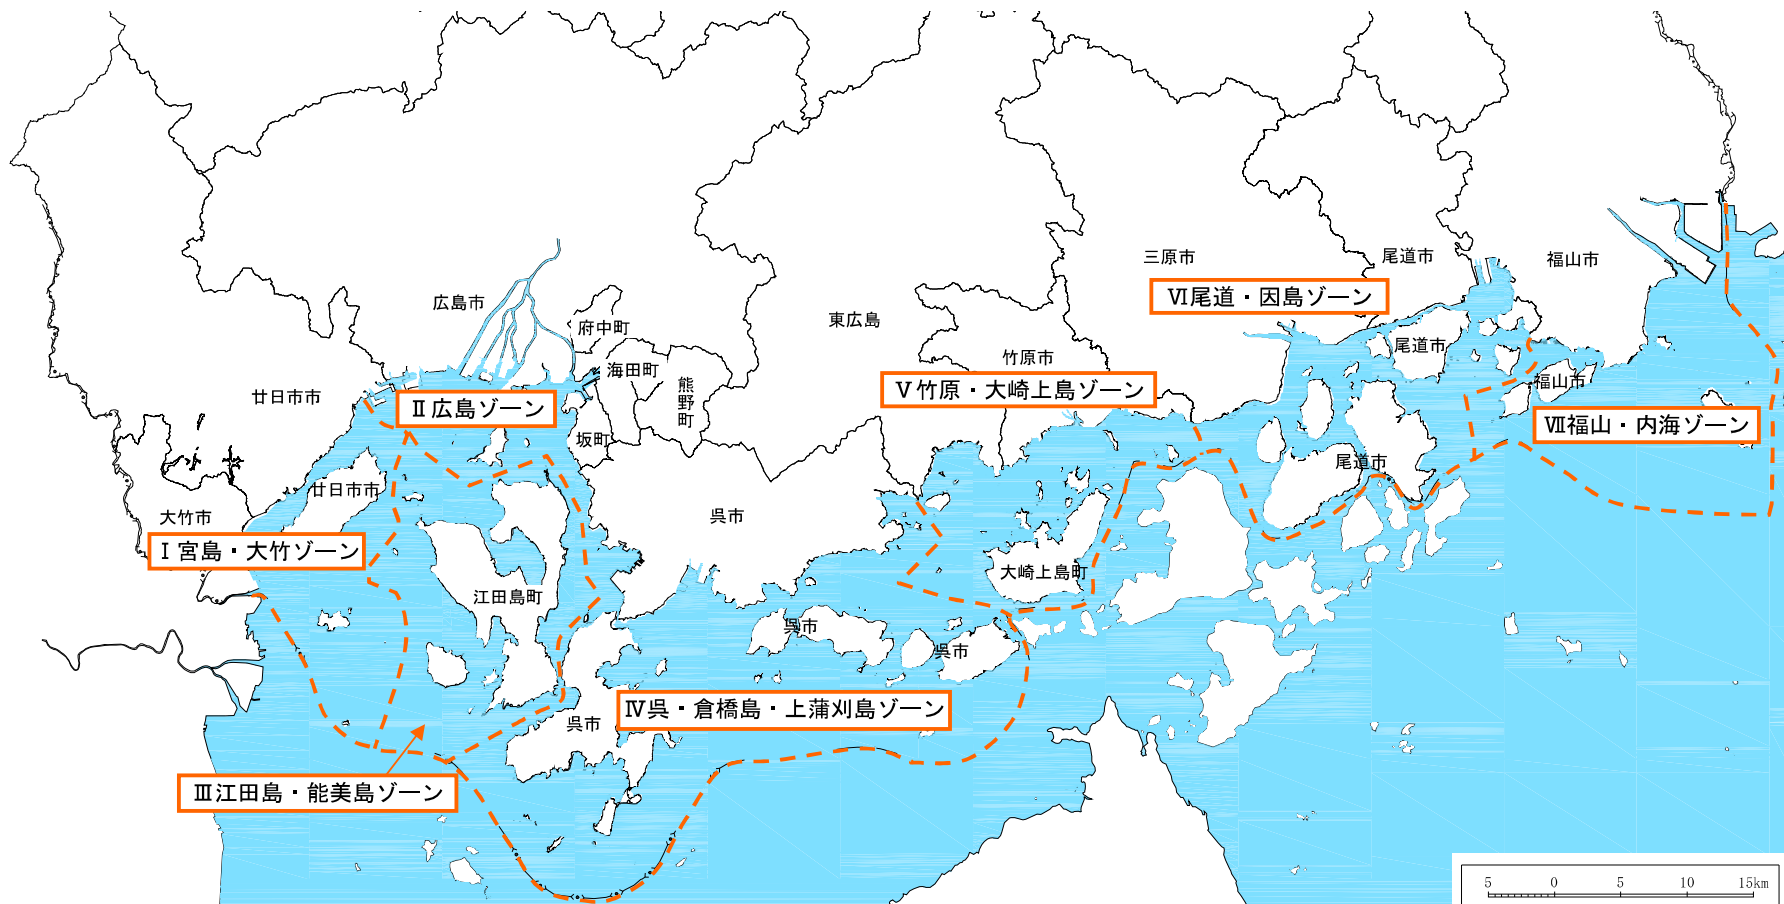 三原市
尾道市
福山市
Ⅵ尾道・因島ゾーン
広島市
府中町
東広島
竹原市
尾道市
海田町
熊野町
福山市
廿日市市
Ⅱ広島ゾーン
Ⅴ竹原・大崎上島ゾーン
Ⅶ福山・内海ゾーン
坂町
尾道市
廿日市市
大竹市
呉市
Ⅰ宮島・大竹ゾーン
大崎上島町
江田島町
呉市
呉市
Ⅳ呉・倉橋島・上蒲刈島ゾーン
呉市
Ⅲ江田島・能美島ゾーン
5 0 5 10 15km